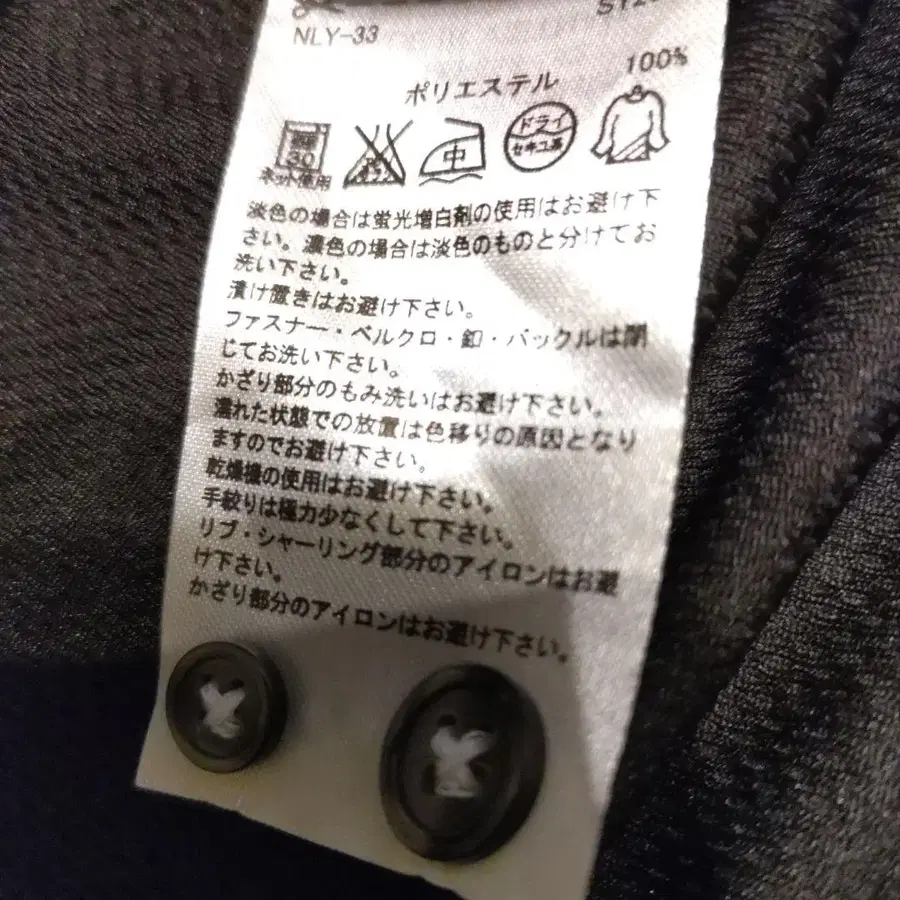 NLY-33
ポリエステル 100%
30 中 ドライ
ネット使用 セキユ系
淡色の場合は蛍光増白剤の使用はお避け下
さい。濃色の場合は淡色のものと分けてお
洗い下さい。
漬け置きはお避け下さい。
ファスナー・ベルクロ・釦・バックルは閉
じてお洗い下さい。
かざり部分のもみ洗いはお避け下さい。
濡れた状態での放置は色移りの原因となり
ますのでお避け下さい。
乾燥機の使用はお避け下さい。
手絞りは極力少なくして下さい。
リブ・シャーリング部分のアイロンはお避
け下さい。
かざり部分のアイロンはお避け下さい。